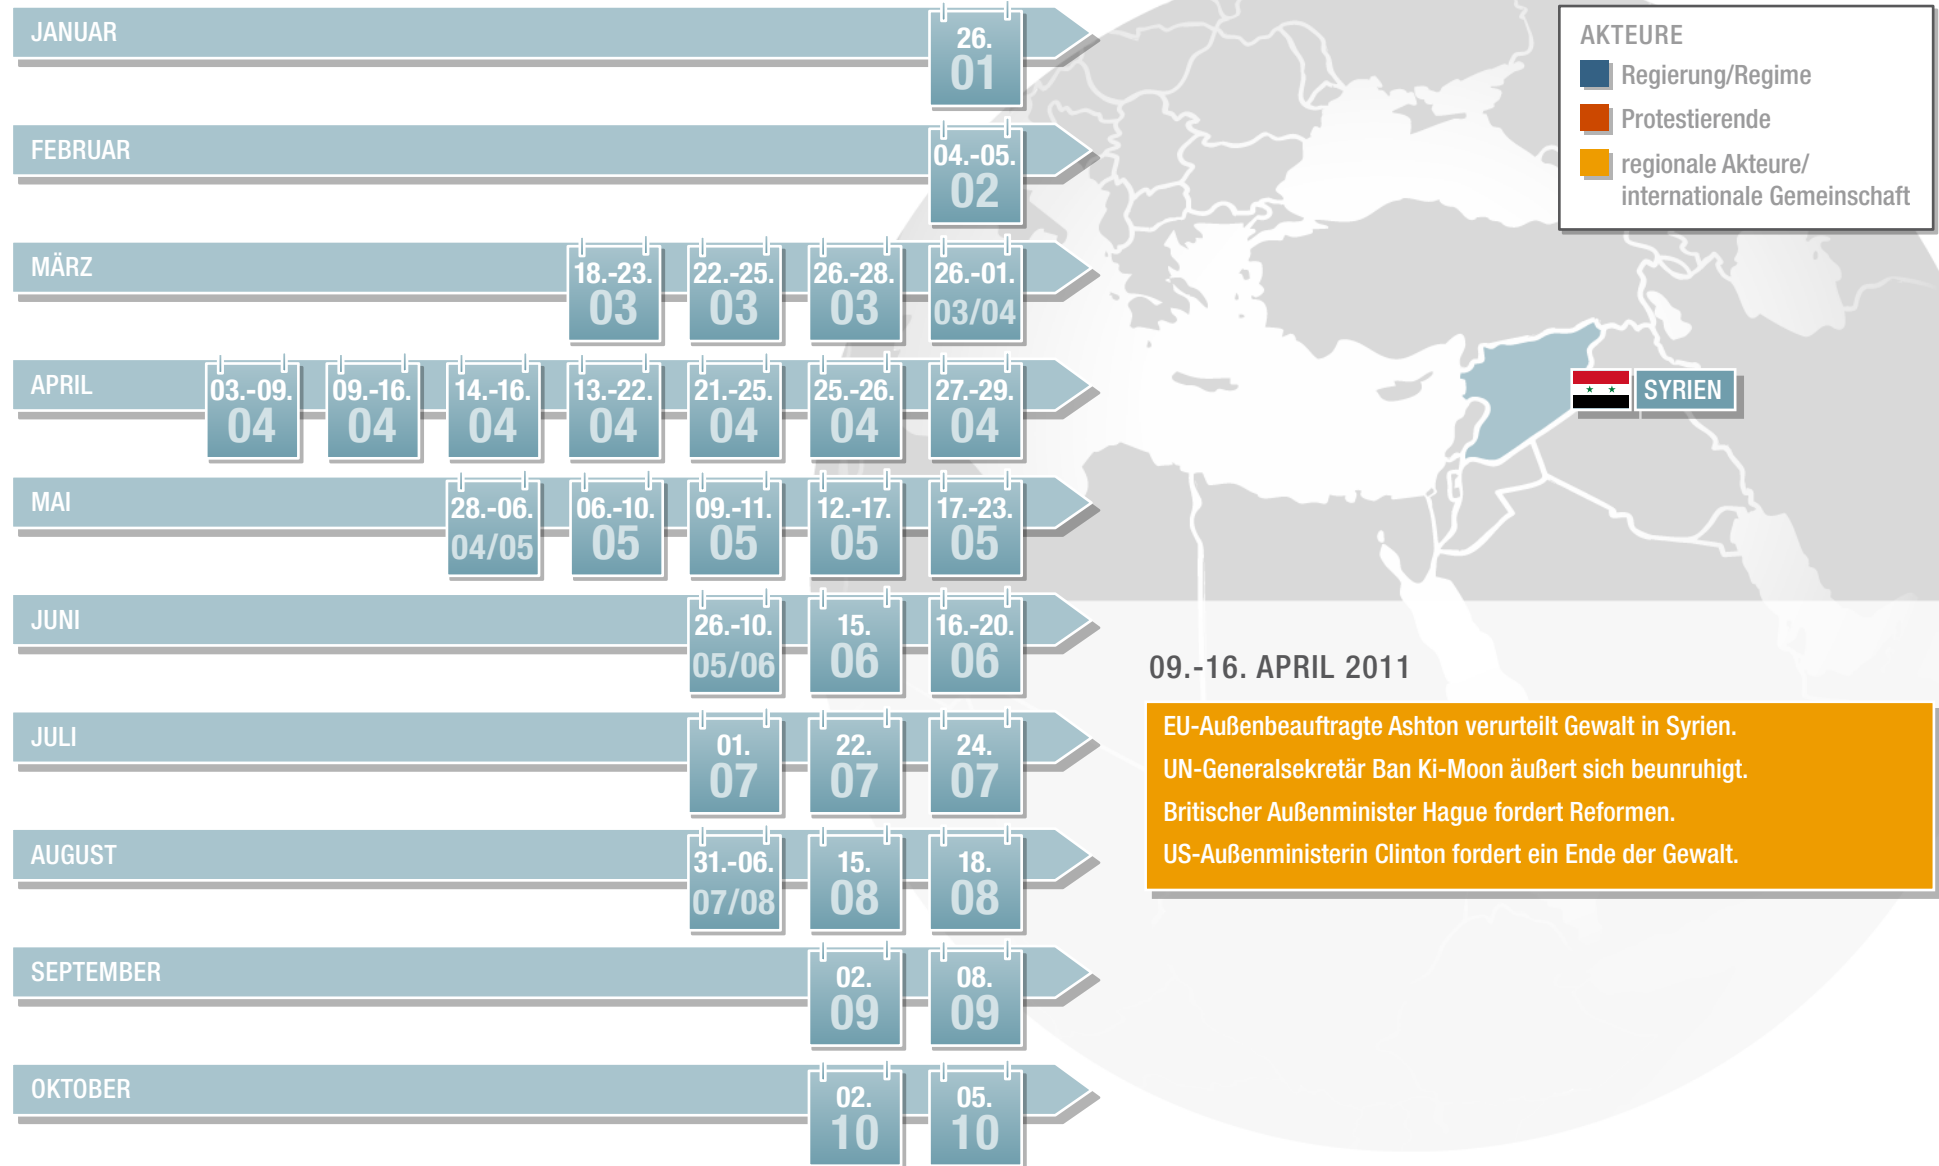 JANUAR
26.
01
FEBRUAR
04.-05.
02
MÄRZ
18.-23.
03
22.-25.
03
26.-28.
03
26.-01.
03/04
APRIL
03.-09.
04
09.-16.
04
14.-16.
04
13.-22.
04
21.-25.
04
25.-26.
04
27.-29.
04
MAI
28.-06.
04/05
06.-10.
05
09.-11.
05
12.-17.
05
17.-23.
05
JUNI
26.-10.
05/06
15.
06
16.-20.
06
JULI
01.
07
22.
07
24.
07
AUGUST
31.-06.
07/08
15.
08
18.
08
SEPTEMBER
02.
09
08.
09
OKTOBER
02.
10
05.
10
AKTEURE
Regierung/Regime
Protestierende
regionale Akteure/
internationale Gemeinschaft
SYRIEN
09.-16. APRIL 2011
EU-Außenbeauftragte Ashton verurteilt Gewalt in Syrien.
UN-Generalsekretär Ban Ki-Moon äußert sich beunruhigt.
Britischer Außenminister Hague fordert Reformen.
US-Außenministerin Clinton fordert ein Ende der Gewalt.